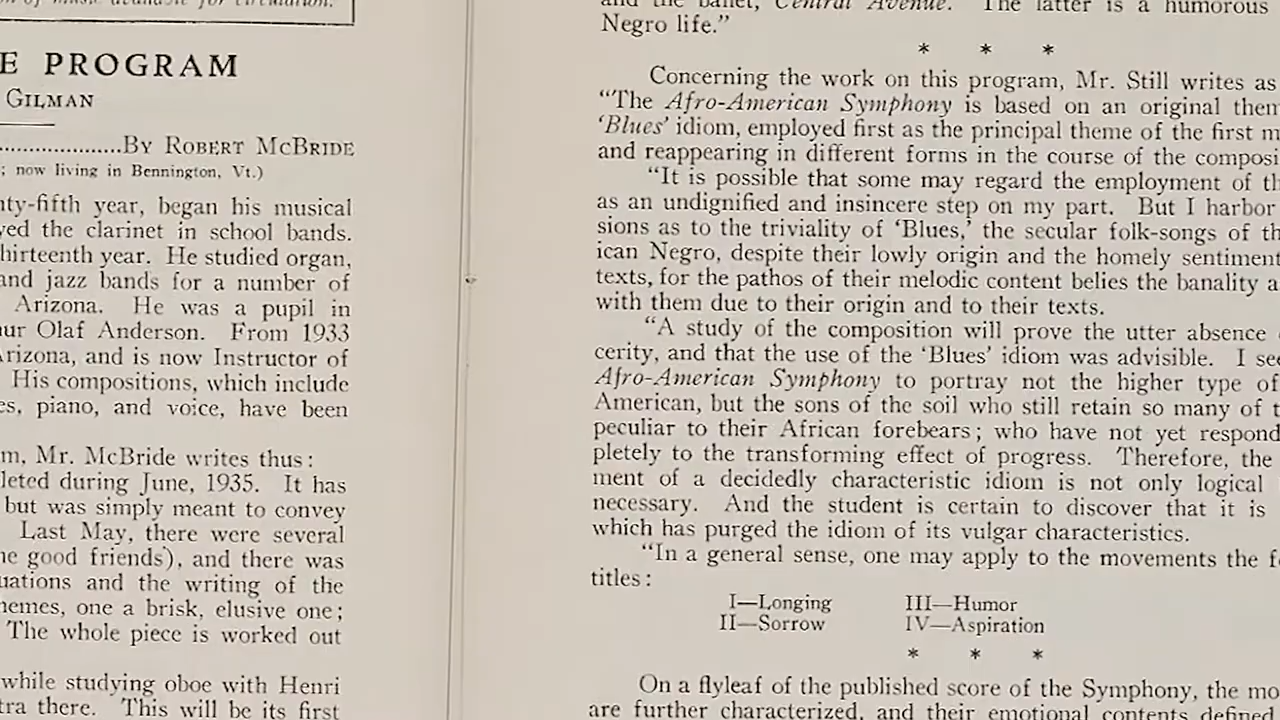 of music available for circulation.
E PROGRAM
GILMAN
....................BY ROBERT MCBRIDE
; now living in Bennington, Vt.)
nty-fifth year, began his musical
yed the clarinet in school bands.
hirteenth year. He studied organ,
and jazz bands for a number of
Arizona. He was a pupil in
hur Olaf Anderson. From 1933
Arizona, and is now Instructor of
His compositions, which include
es, piano, and voice, have been
m, Mr. McBride writes thus:
leted during June, 1935. It has
but was simply meant to convey
Last May, there were several
ne good friends), and there was
uations and the writing of the
hemes, one a brisk, elusive one;
The whole piece is worked out
while studying oboe with Henri
tra there. This will be its first
and the ballet, Central Avenue. The latter is a humorous
Negro life.”
* * *
Concerning the work on this program, Mr. Still writes as
“The Afro-American Symphony is based on an original them
‘Blues’ idiom, employed first as the principal theme of the first m
and reappearing in different forms in the course of the composi
“It is possible that some may regard the employment of th
as an undignified and insincere step on my part. But I harbor
sions as to the triviality of ‘Blues,’ the secular folk-songs of th
ican Negro, despite their lowly origin and the homely sentiment
texts, for the pathos of their melodic content belies the banality a
with them due to their origin and to their texts.
“A study of the composition will prove the utter absence
cerity, and that the use of the ‘Blues’ idiom was advisible. I see
Afro-American Symphony to portray not the higher type of
American, but the sons of the soil who still retain so many of t
peculiar to their African forebears; who have not yet respond
pletely to the transforming effect of progress. Therefore, the
ment of a decidedly characteristic idiom is not only logical
necessary. And the student is certain to discover that it is
which has purged the idiom of its vulgar characteristics.
“In a general sense, one may apply to the movements the fo
titles:
I—Longing III—Humor
II—Sorrow IV—Aspiration
* * *
On a flyleaf of the published score of the Symphony, the mo
are further characterized, and their emotional contents defined